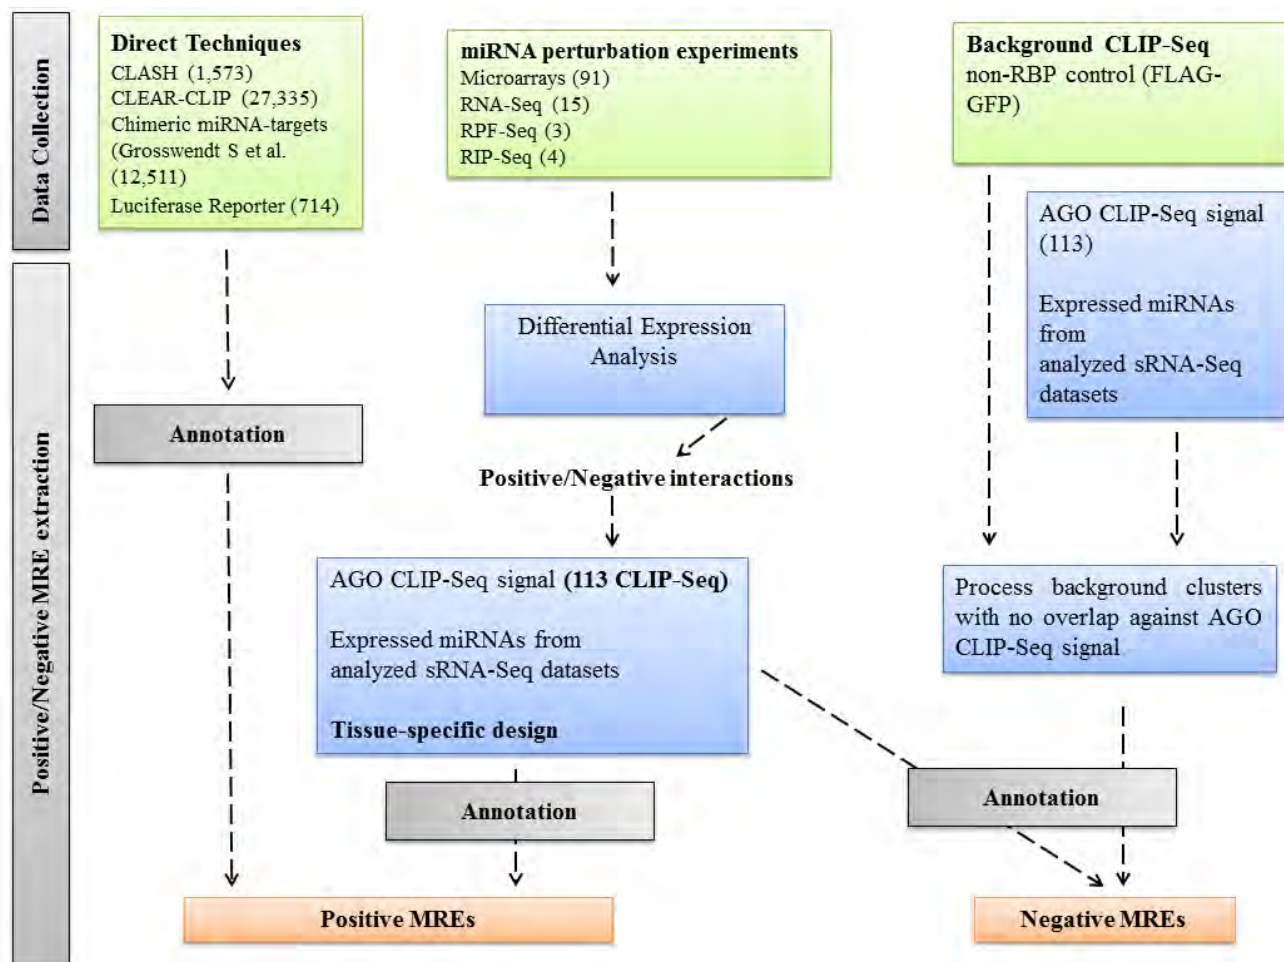 Data Collection
Direct Techniques
CLASH (1,573)
CLEAR-CLIP (27,335)
Chimeric miRNA-targets
(Grosswendt S et al.
(12,511)
Luciferase Reporter (714)
miRNA perturbation experiments
Microarrays (91)
RNA-Seq (15)
RPF-Seq (3)
RIP-Seq (4)
Background CLIP-Seq
non-RBP control (FLAG-
GFP)
AGO CLIP-Seq signal
(113)
Expressed miRNAs
from
analyzed sRNA-Seq
datasets
Positive/Negative MRE extraction
Differential Expression
Analysis
Annotation
Positive/Negative interactions
AGO CLIP-Seq signal (113 CLIP-Seq)
Expressed miRNAs from
analyzed sRNA-Seq datasets
Tissue-specific design
Process background clusters
with no overlap against AGO
CLIP-Seq signal
Annotation
Annotation
Positive MREs
Negative MREs